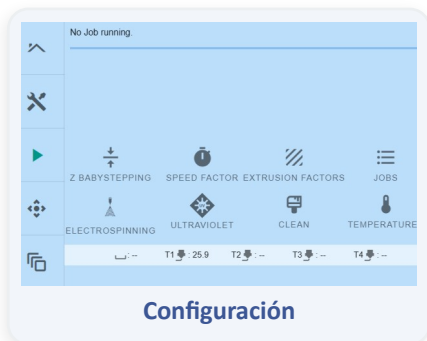 No Job running.
Z BABYSTEPPING SPEED FACTOR EXTRUSION FACTORS JOBS
ELECTROSPINNING ULTRAVIOLET CLEAN TEMPERATURE
: -- T1 : 25.9 T2 : -- T3 : -- T4 : --
Configuración